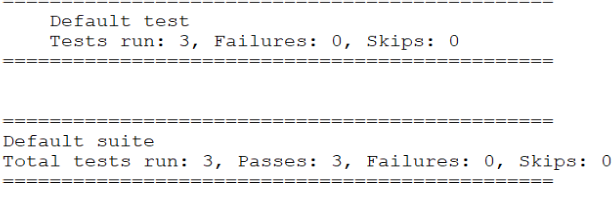 ===============================================
    Default test
    Tests run: 3, Failures: 0, Skips: 0
===============================================
===============================================
Default suite
Total tests run: 3, Passes: 3, Failures: 0, Skips: 0
===============================================